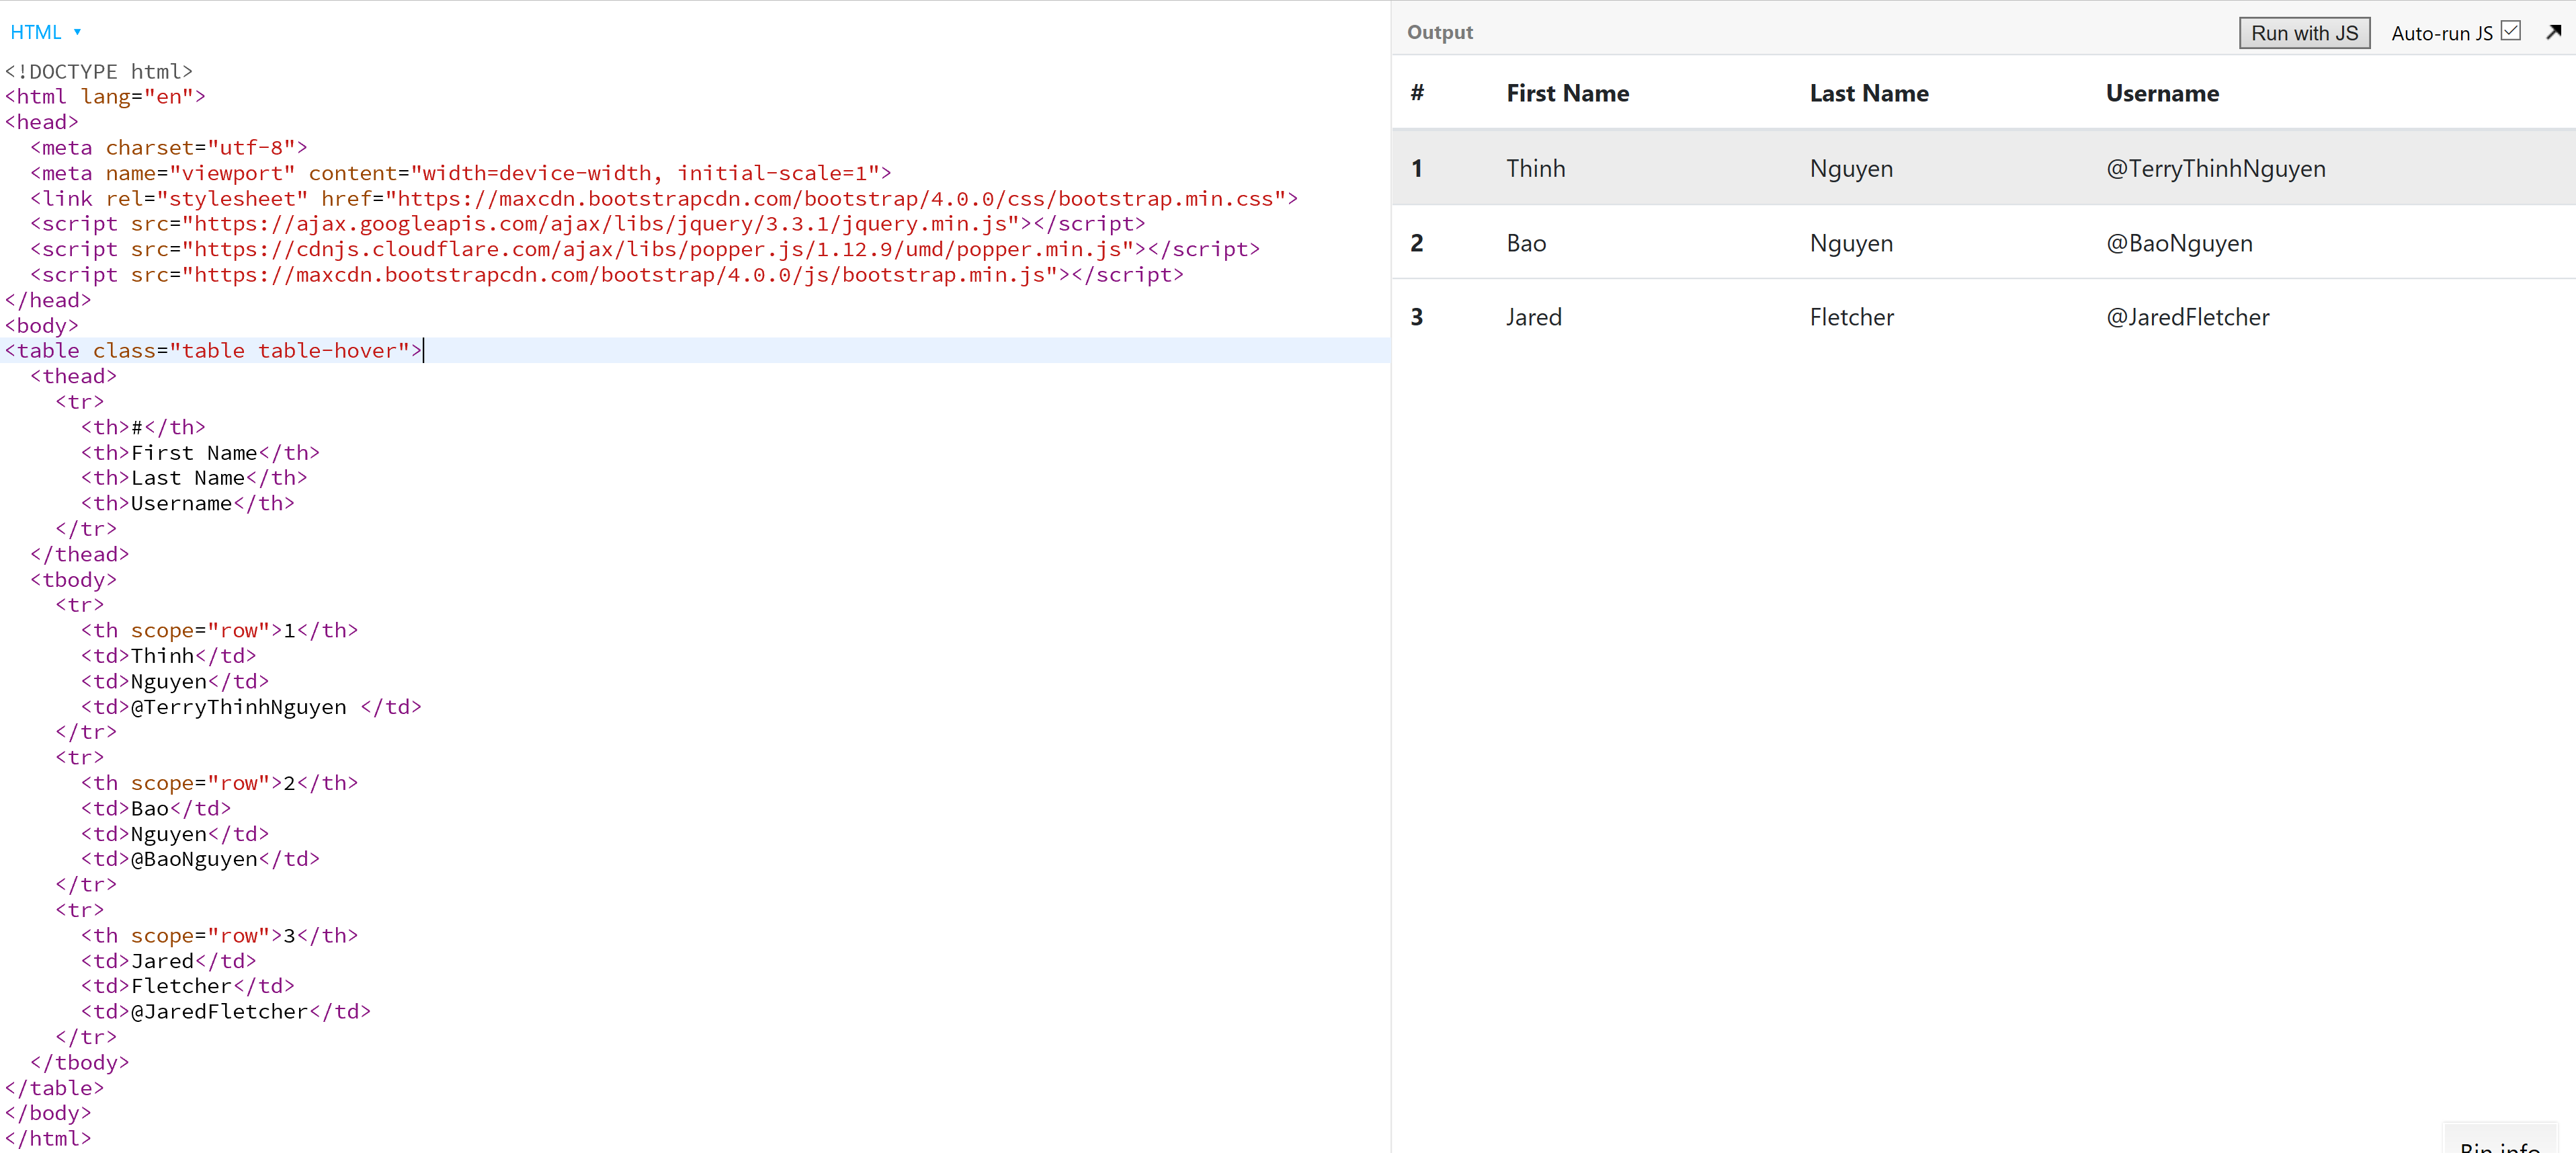 HTML ▾
<!DOCTYPE html>
<html lang="en">
<head>
  <meta charset="utf-8">
  <meta name="viewport" content="width=device-width, initial-scale=1">
  <link rel="stylesheet" href="https://maxcdn.bootstrapcdn.com/bootstrap/4.0.0/css/bootstrap.min.css">
  <script src="https://ajax.googleapis.com/ajax/libs/jquery/3.3.1/jquery.min.js"></script>
  <script src="https://cdnjs.cloudflare.com/ajax/libs/popper.js/1.12.9/umd/popper.min.js"></script>
  <script src="https://maxcdn.bootstrapcdn.com/bootstrap/4.0.0/js/bootstrap.min.js"></script>
</head>
<body>
<table class="table table-hover">
  <thead>
    <tr>
      <th>#</th>
      <th>First Name</th>
      <th>Last Name</th>
      <th>Username</th>
    </tr>
  </thead>
  <tbody>
    <tr>
      <th scope="row">1</th>
      <td>Thinh</td>
      <td>Nguyen</td>
      <td>@TerryThinhNguyen </td>
    </tr>
    <tr>
      <th scope="row">2</th>
      <td>Bao</td>
      <td>Nguyen</td>
      <td>@BaoNguyen</td>
    </tr>
    <tr>
      <th scope="row">3</th>
      <td>Jared</td>
      <td>Fletcher</td>
      <td>@JaredFletcher</td>
    </tr>
  </tbody>
</table>
</body>
</html>
Output Run with JS Auto-run JS
# First Name Last Name Username
1 Thinh Nguyen @TerryThinhNguyen
2 Bao Nguyen @BaoNguyen
3 Jared Fletcher @JaredFletcher
Bin info